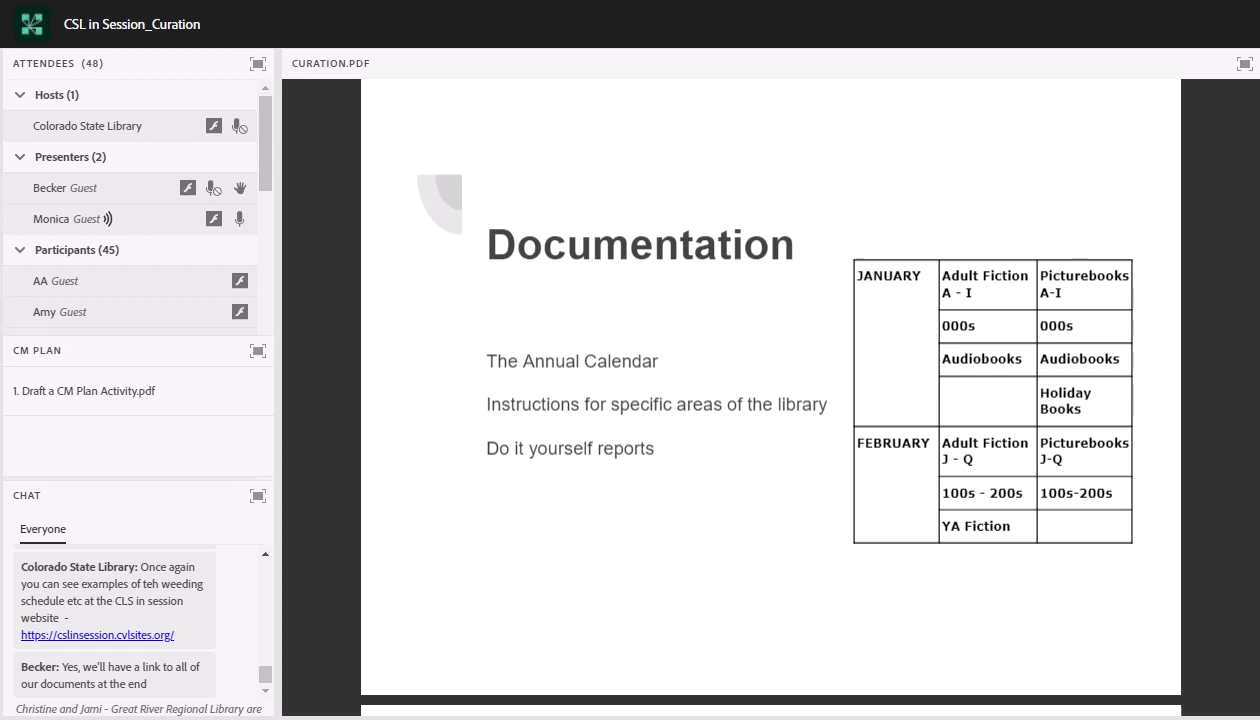 CSL in Session_Curation
ATTENDEES (48)
Hosts (1)
Colorado State Library
Presenters (2)
Becker Guest
Monica Guest
Participants (45)
AA Guest
Amy Guest
CM PLAN
1. Draft a CM Plan Activity.pdf
CHAT
Everyone
Colorado State Library: Once again
you can see examples of teh weeding
schedule etc at the CLS in session
website -
https://cslinsession.cvlsites.org/
Becker: Yes, we'll have a link to all of
our documents at the end
Christine and Jami - Great River Regional Library are
CURATION.PDF
Documentation
The Annual Calendar
Instructions for specific areas of the library
Do it yourself reports
JANUARY Adult Fiction Picturebooks
A - I A-I
000s 000s
Audiobooks Audiobooks
Holiday
Books
FEBRUARY Adult Fiction Picturebooks
J - Q J-Q
100s - 200s 100s-200s
YA Fiction